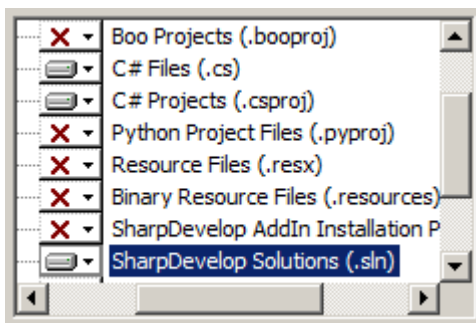 Boo Projects (.booproj)
C# Files (.cs)
C# Projects (.csproj)
Python Project Files (.pyproj)
Resource Files (.resx)
Binary Resource Files (.resources)
SharpDevelop AddIn Installation P
SharpDevelop Solutions (.sln)